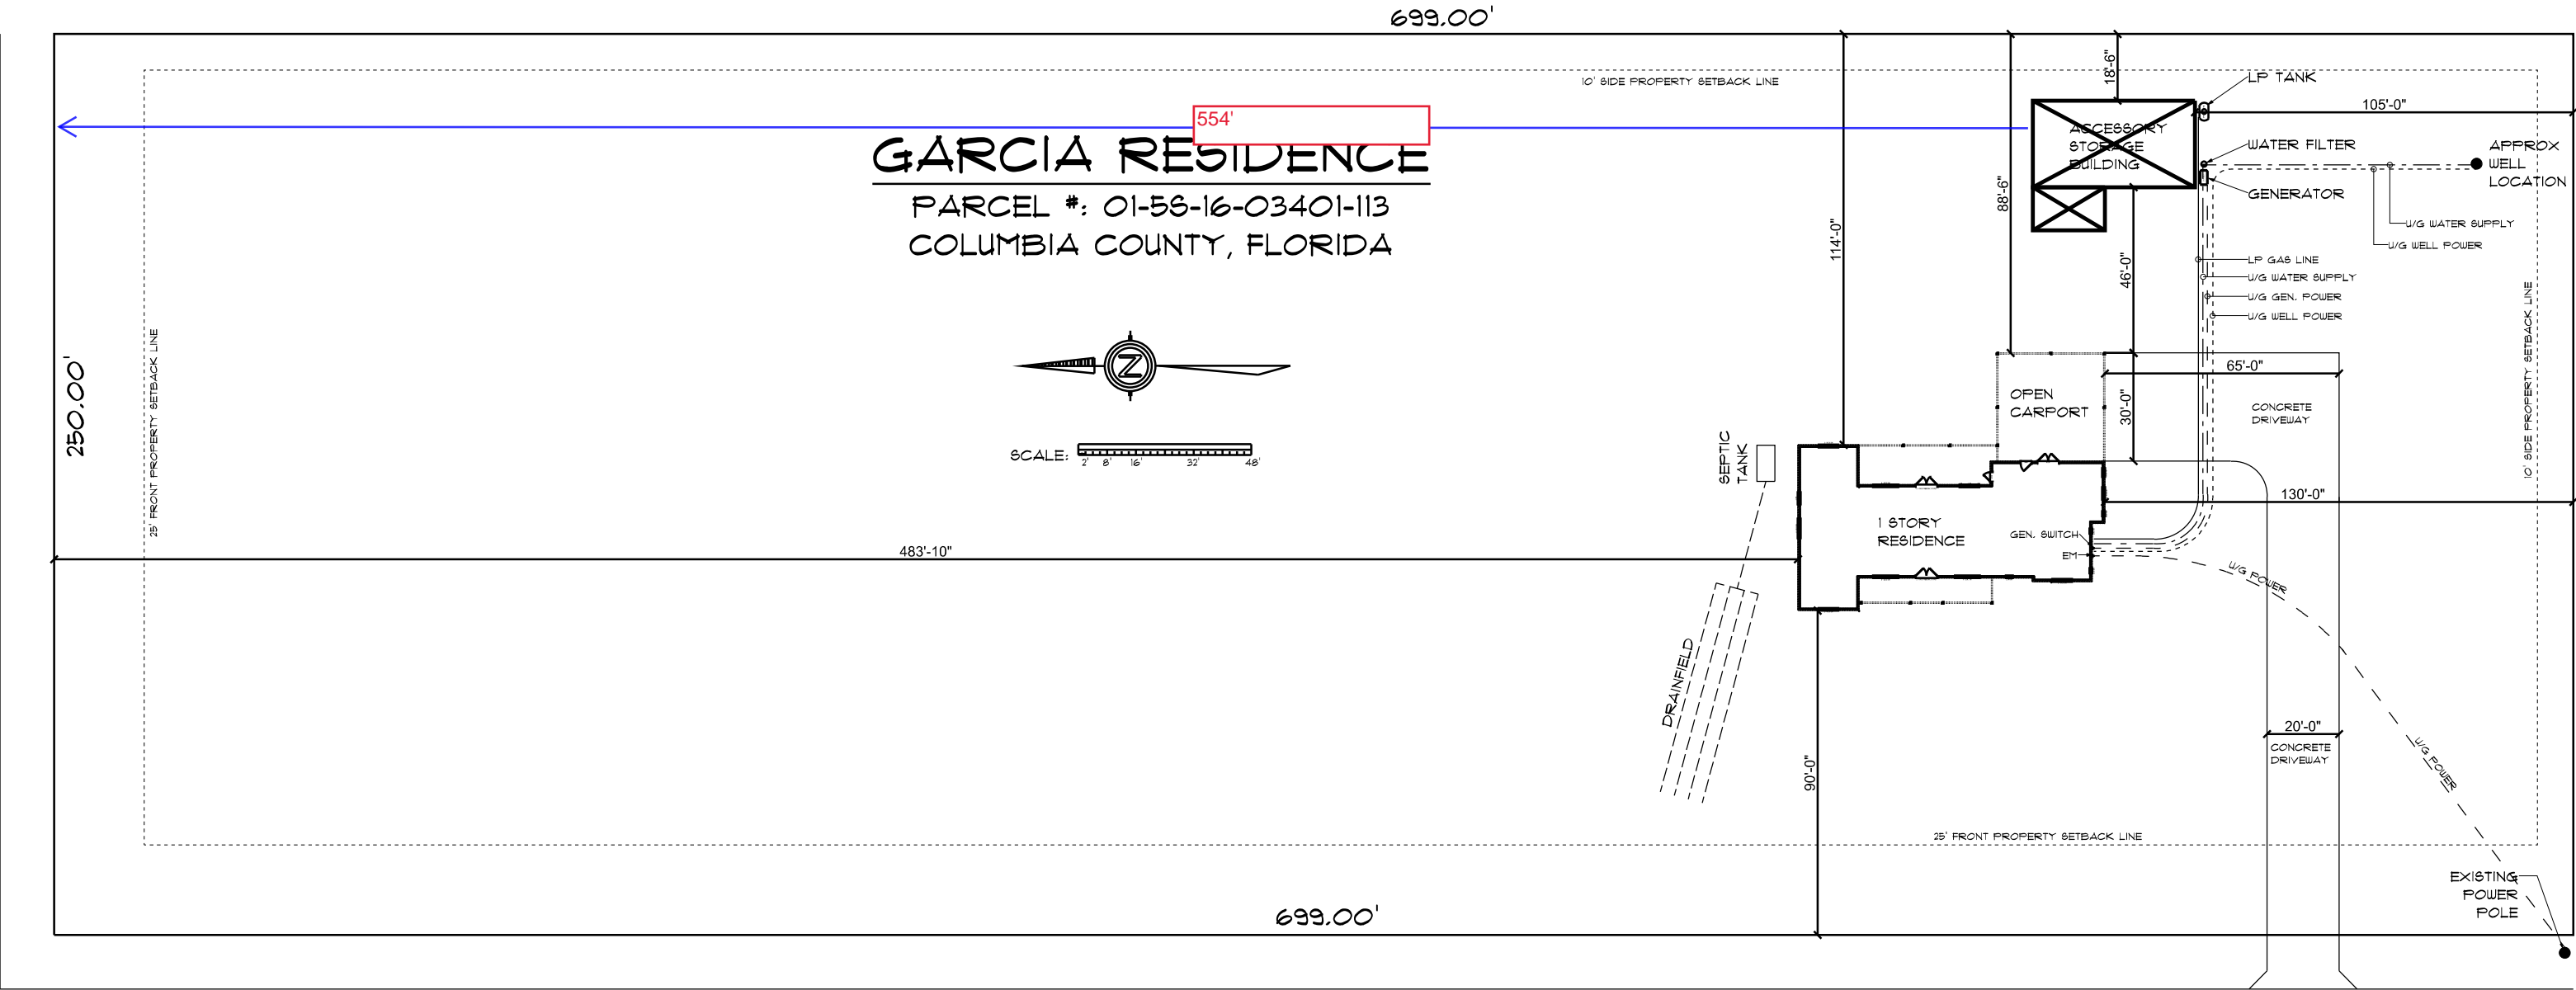 699.00'
10' SIDE PROPERTY SETBACK LINE
18'-6"
LP TANK
105'-0"
554'
GARCIA RESIDENCE
PARCEL #: 01-5S-16-03401-113
COLUMBIA COUNTY, FLORIDA
ACCESSORY
STORAGE
BUILDING
WATER FILTER
APPROX
WELL
LOCATION
GENERATOR
U/G WATER SUPPLY
U/G WELL POWER
88'-6"
114'-0"
46'-0"
LP GAS LINE
U/G WATER SUPPLY
U/G GEN. POWER
U/G WELL POWER
10' SIDE PROPERTY SETBACK LINE
250.00'
25' FRONT PROPERTY SETBACK LINE
N
SCALE:
2' 8' 16' 32' 48'
65'-0"
OPEN
CARPORT
30'-0"
CONCRETE
DRIVEWAY
SEPTIC
TANK
130'-0"
1 STORY
RESIDENCE
GEN. SWITCH
EM
483'-10"
U/G POWER
DRAINFIELD
90'-0"
20'-0"
CONCRETE
DRIVEWAY
U/G POWER
25' FRONT PROPERTY SETBACK LINE
EXISTING
POWER
POLE
699.00'